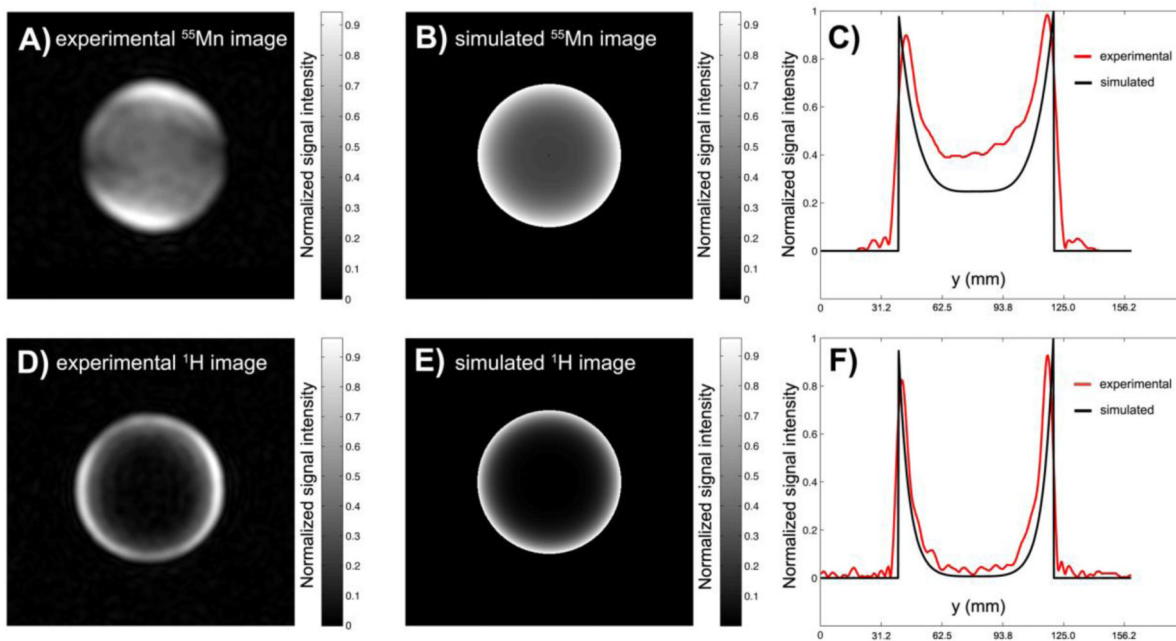 A) experimental ⁵⁵Mn image
0.9
0.8
0.7
0.6
0.5
0.4
0.3
0.2
0.1
0
Normalized signal intensity
B) simulated ⁵⁵Mn image
0.9
0.8
0.7
0.6
0.5
0.4
0.3
0.2
0.1
0
Normalized signal intensity
C)
experimental
simulated
1
0.8
0.6
0.4
0.2
0
Normalized signal intensity
y (mm)
0 31.2 62.5 93.8 125.0 156.2
D) experimental ¹H image
0.9
0.8
0.7
0.6
0.5
0.4
0.3
0.2
0.1
0
Normalized signal intensity
E) simulated ¹H image
0.9
0.8
0.7
0.6
0.5
0.4
0.3
0.2
0.1
Normalized signal intensity
F)
experimental
simulated
1
0.8
0.6
0.4
0.2
0
Normalized signal intensity
y (mm)
0 31.2 62.5 93.8 125.0 156.2